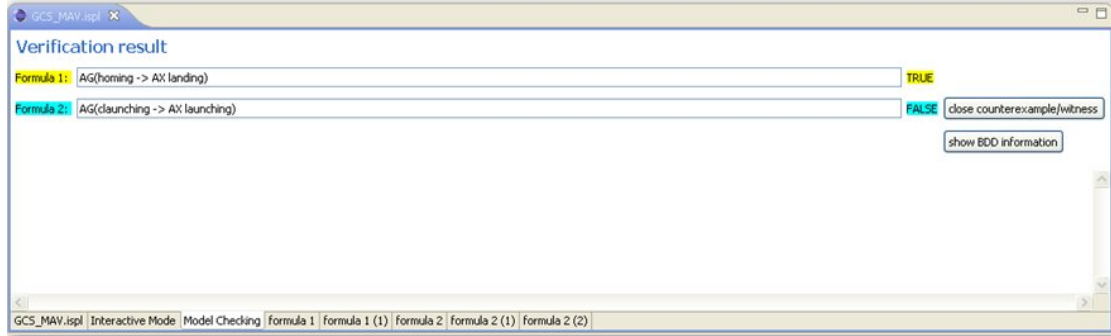 GCS_MAV.ispl
Verification result
Formula 1: AG(homing -> AX landing) TRUE
Formula 2: AG(claunching -> AX launching) FALSE close counterexample/witness
show BDD information
GCS_MAV.ispl Interactive Mode Model Checking formula 1 formula 1 (1) formula 2 formula 2 (1) formula 2 (2)